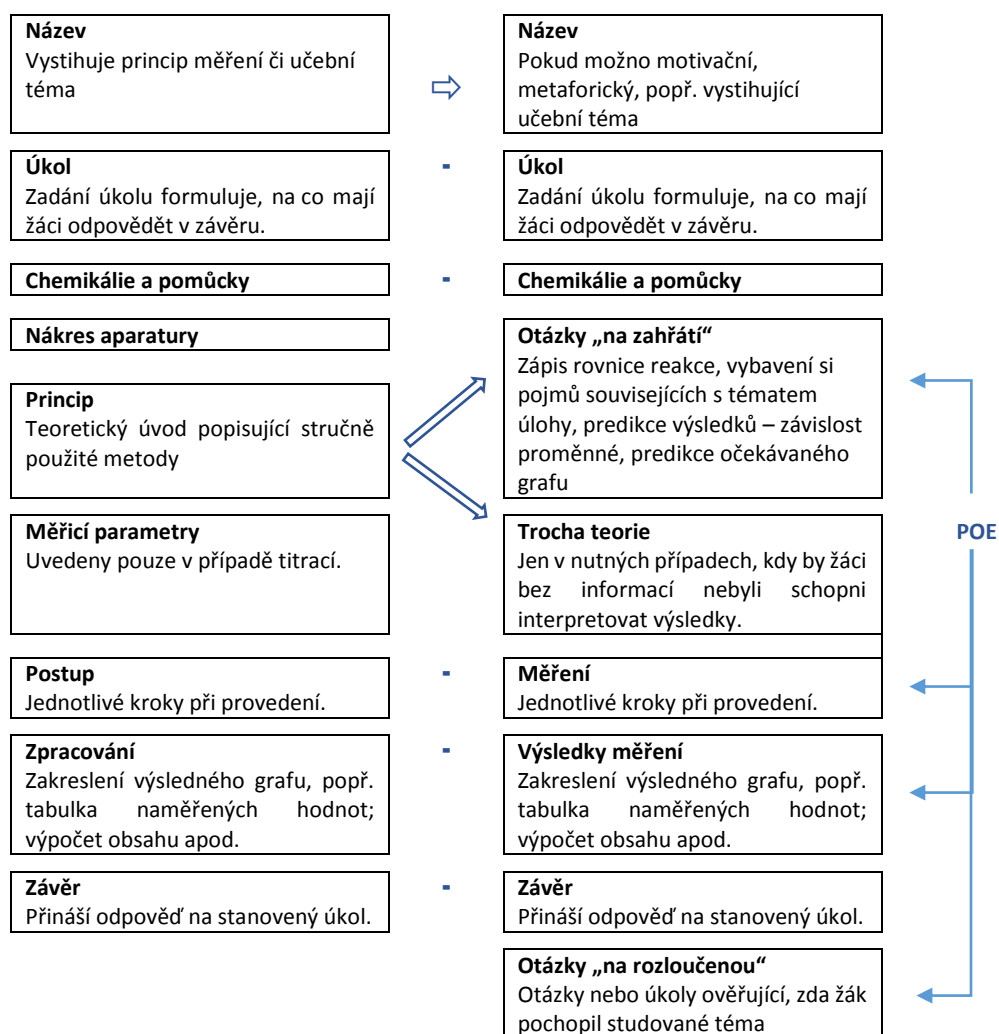 Název
Vystihuje princip měření či učební
téma
Název
Pokud možno motivační,
metaforický, popř. vystihující
učební téma
Úkol
Zadání úkolu formuluje, na co mají
žáci odpovědět v závěru.
-
Úkol
Zadání úkolu formuluje, na co mají
žáci odpovědět v závěru.
Chemikálie a pomůcky
-
Chemikálie a pomůcky
Nákres aparatury
Princip
Teoretický úvod popisující stručně
použité metody
Otázky „na zahřátí“
Zápis rovnice reakce, vybavení si
pojmů souvisejících s tématem
úlohy, predikce výsledků – závislost
proměnné, predikce očekávaného
grafu
Měřicí parametry
Uvedeny pouze v případě titrací.
Trocha teorie
Jen v nutných případech, kdy by žáci
bez informací nebyli schopni
interpretovat výsledky.
POE
Postup
Jednotlivé kroky při provedení.
-
Měření
Jednotlivé kroky při provedení.
Zpracování
Zakreslení výsledného grafu, popř.
tabulka naměřených hodnot;
výpočet obsahu apod.
-
Výsledky měření
Zakreslení výsledného grafu, popř.
tabulka naměřených hodnot;
výpočet obsahu apod.
Závěr
Přináší odpověď na stanovený úkol.
-
Závěr
Přináší odpověď na stanovený úkol.
Otázky „na rozloučenou“
Otázky nebo úkoly ověřující, zda žák
pochopil studované téma